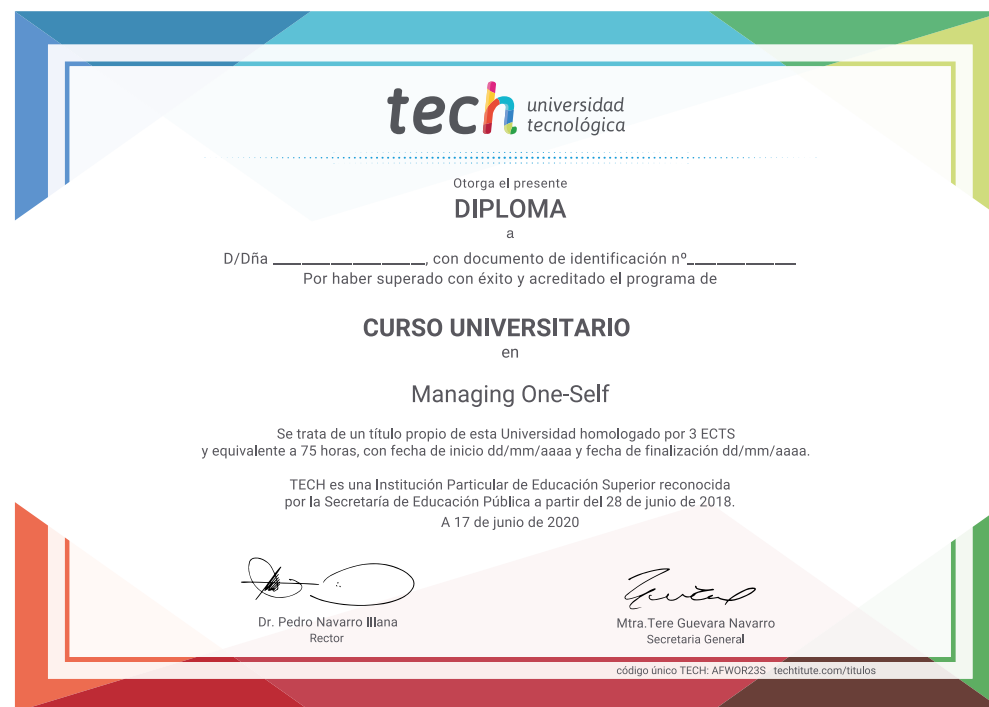 tech universidad
tecnológica
Otorga el presente
DIPLOMA
a
D/Dña ________________, con documento de identificación nº____________
Por haber superado con éxito y acreditado el programa de
CURSO UNIVERSITARIO
en
Managing One-Self
Se trata de un título propio de esta Universidad homologado por 3 ECTS
y equivalente a 75 horas, con fecha de inicio dd/mm/aaaa y fecha de finalización dd/mm/aaaa.
TECH es una Institución Particular de Educación Superior reconocida
por la Secretaría de Educación Pública a partir del 28 de junio de 2018.
A 17 de junio de 2020
Dr. Pedro Navarro Illana
Rector
Mtra.Tere Guevara Navarro
Secretaria General
código único TECH: AFWOR23S techtitute.com/titulos